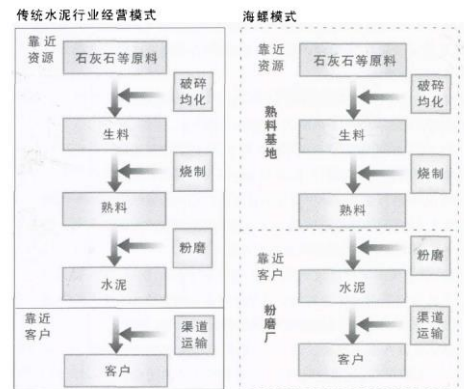 传统水泥行业经营模式
靠近
资源
石灰石等原料
破碎
均化
生料
烧制
熟料
粉磨
水泥
靠近
客户
渠道
运输
客户
海螺模式
靠近
资源
石灰石等原料
破碎
均化
熟料基地
生料
烧制
熟料
靠近
客户
粉磨
水泥
粉磨厂
渠道
运输
客户